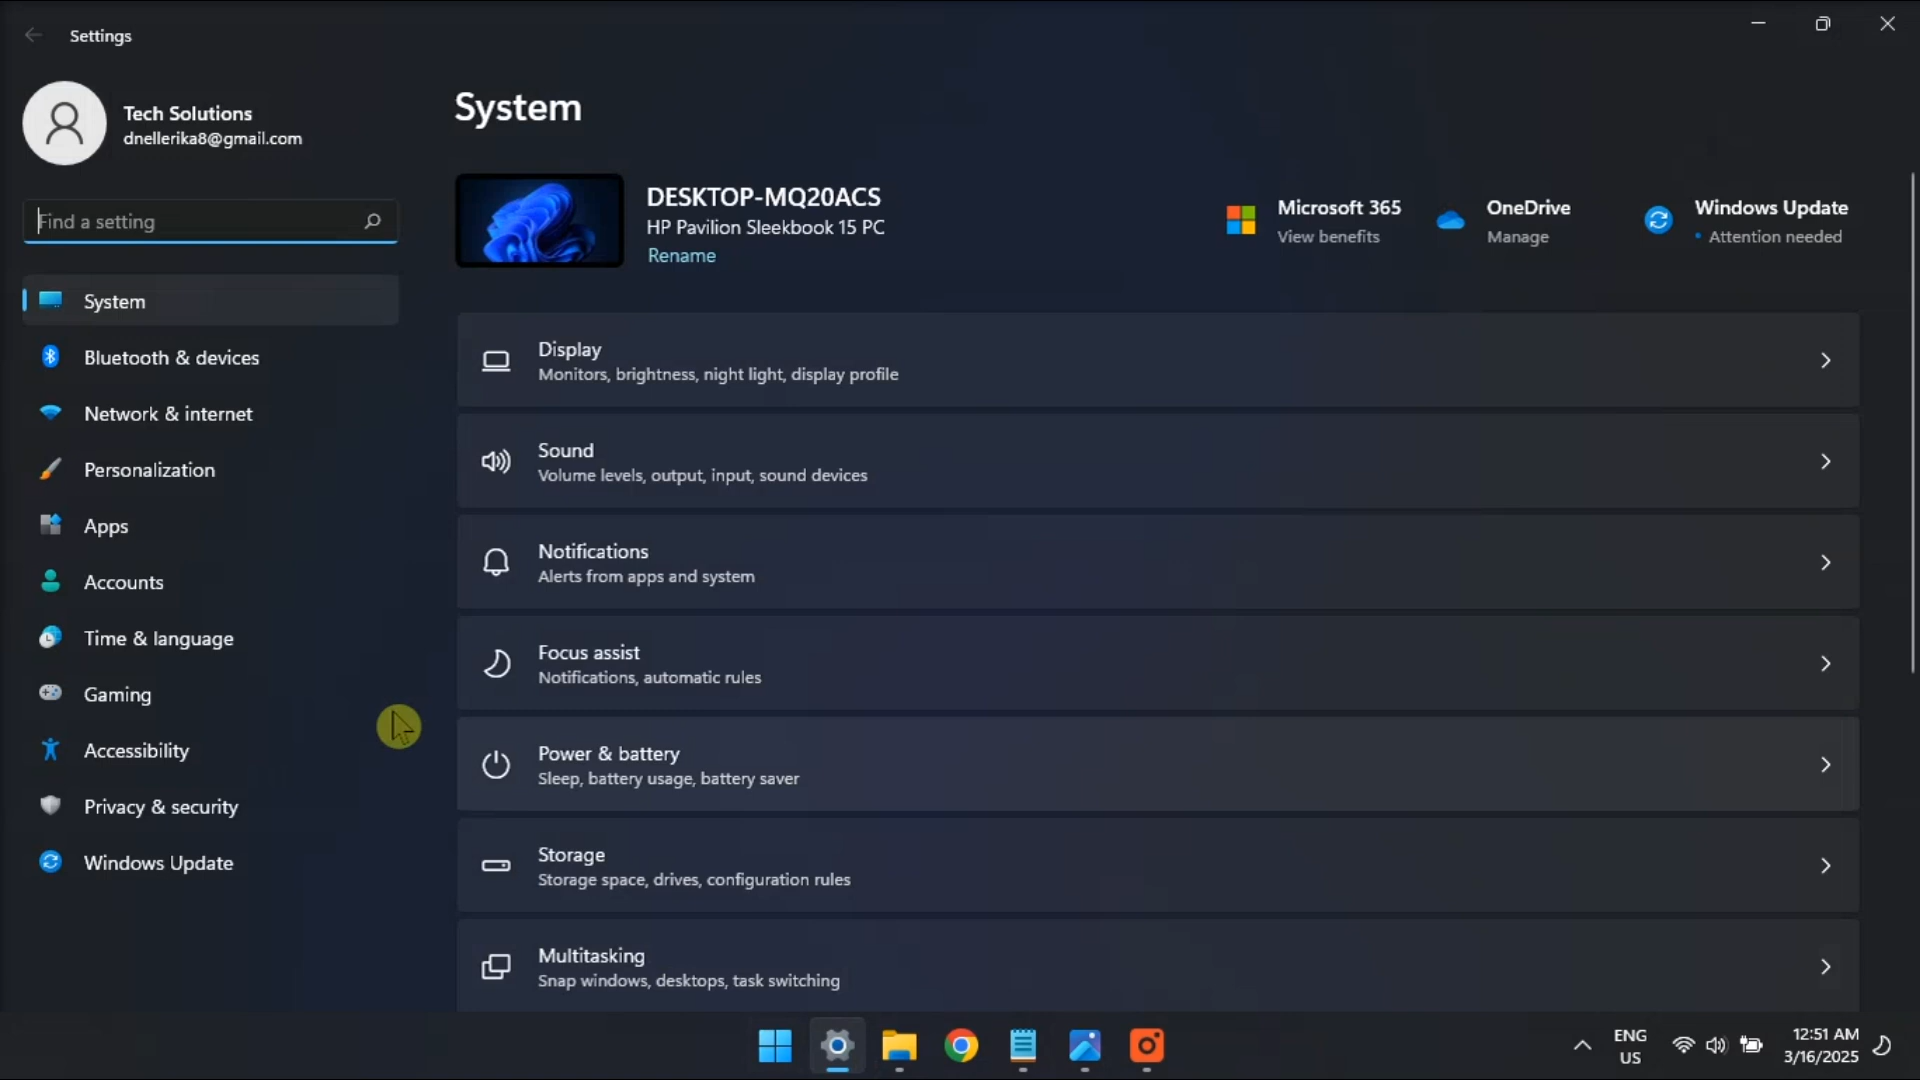 Settings
Tech Solutions
dnellerika8@gmail.com
Find a setting
System
Bluetooth & devices
Network & internet
Personalization
Apps
Accounts
Time & language
Gaming
Accessibility
Privacy & security
Windows Update
System
DESKTOP-MQ20ACS
HP Pavilion Sleekbook 15 PC
Rename
Microsoft 365
View benefits
OneDrive
Manage
Windows Update
Attention needed
Display
Monitors, brightness, night light, display profile
Sound
Volume levels, output, input, sound devices
Notifications
Alerts from apps and system
Focus assist
Notifications, automatic rules
Power & battery
Sleep, battery usage, battery saver
Storage
Storage space, drives, configuration rules
Multitasking
Snap windows, desktops, task switching
ENG
US
12:51 AM
3/16/2025